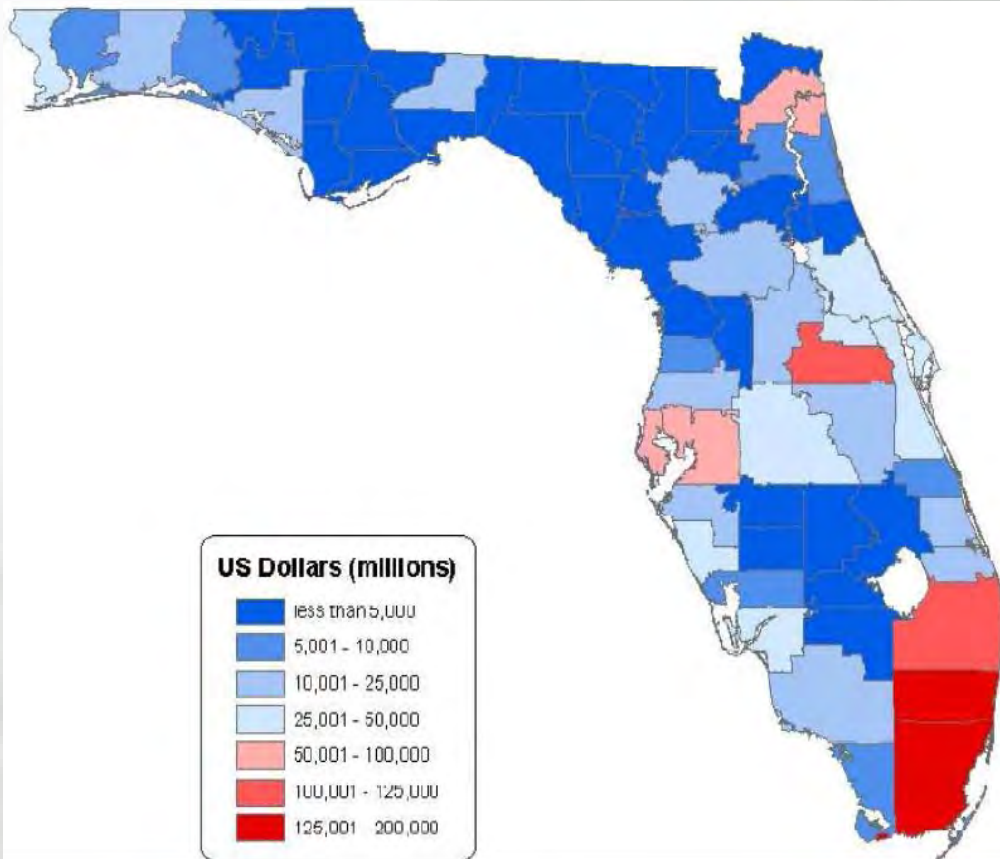 US Dollars (millions)
less than 5,000
5,001 - 10,000
10,001 - 25,000
25,001 - 50,000
50,001 - 100,000
100,001 - 125,000
125,001 200,000